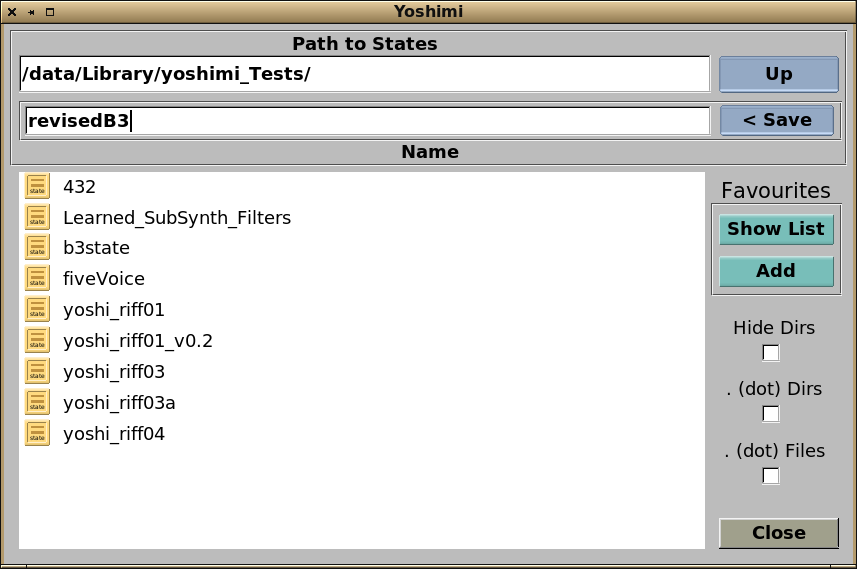 Yoshimi
Path to States
/data/Library/yoshimi_Tests/
Up
revisedB3
< Save
Name
state 432
state Learned_SubSynth_Filters
state b3state
state fiveVoice
state yoshi_riff01
state yoshi_riff01_v0.2
state yoshi_riff03
state yoshi_riff03a
state yoshi_riff04
Favourites
Show List
Add
Hide Dirs
. (dot) Dirs
. (dot) Files
Close